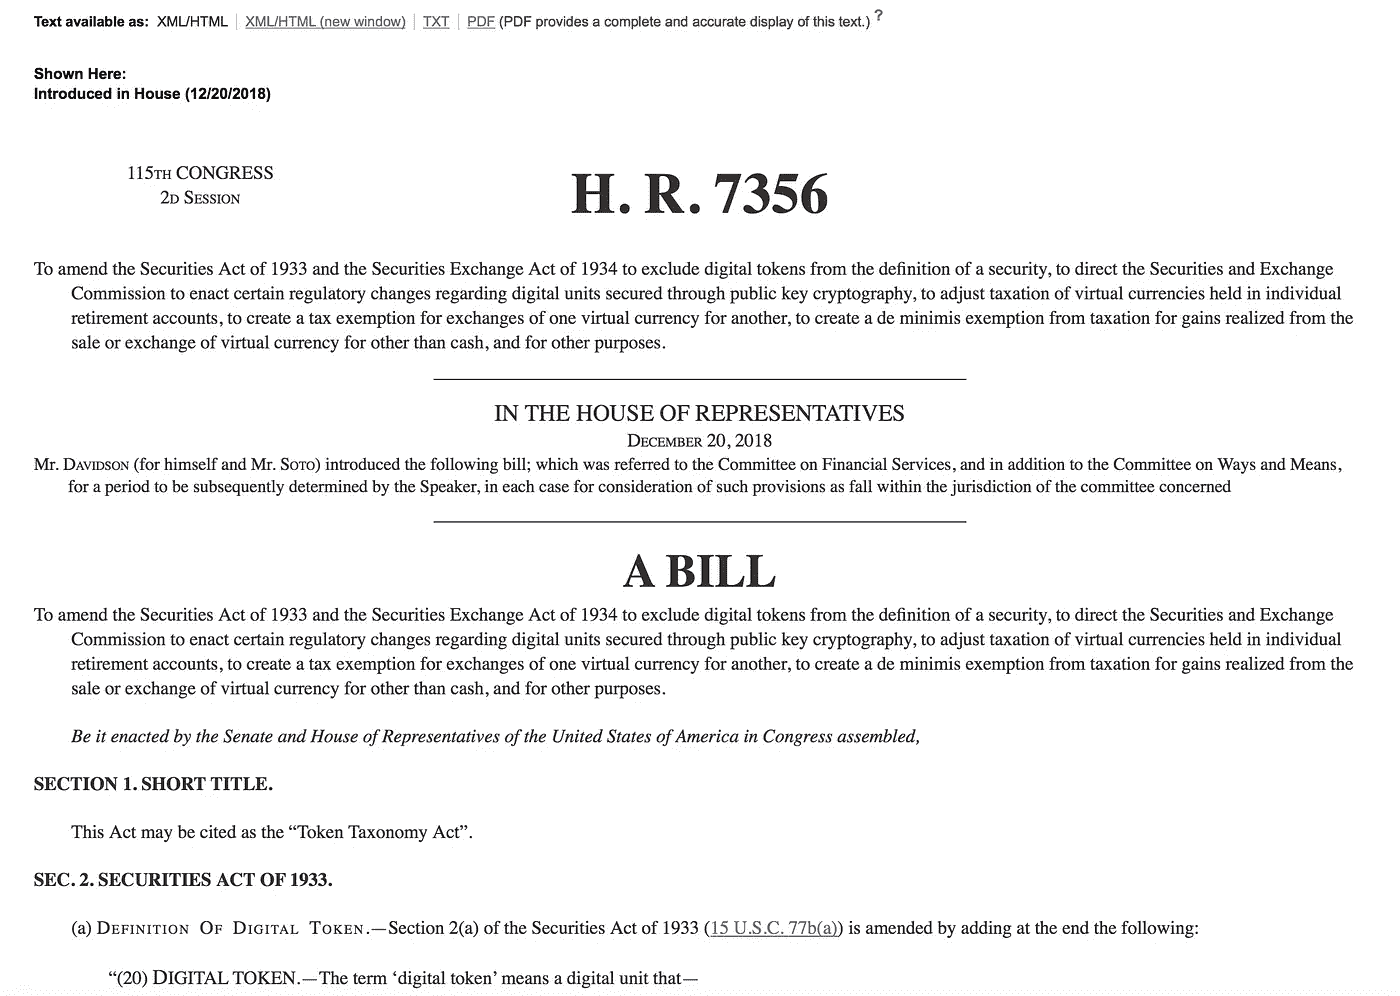 Text available as: XML/HTML | XML/HTML (new window) | TXT | PDF (PDF provides a complete and accurate display of this text.) ?
Shown Here:
Introduced in House (12/20/2018)
115TH CONGRESS
2D SESSION
H. R. 7356
To amend the Securities Act of 1933 and the Securities Exchange Act of 1934 to exclude digital tokens from the definition of a security, to direct the Securities and Exchange
Commission to enact certain regulatory changes regarding digital units secured through public key cryptography, to adjust taxation of virtual currencies held in individual
retirement accounts, to create a tax exemption for exchanges of one virtual currency for another, to create a de minimis exemption from taxation for gains realized from the
sale or exchange of virtual currency for other than cash, and for other purposes.
IN THE HOUSE OF REPRESENTATIVES
DECEMBER 20, 2018
Mr. DAVIDSON (for himself and Mr. SOTO) introduced the following bill; which was referred to the Committee on Financial Services, and in addition to the Committee on Ways and Means,
for a period to be subsequently determined by the Speaker, in each case for consideration of such provisions as fall within the jurisdiction of the committee concerned
A BILL
To amend the Securities Act of 1933 and the Securities Exchange Act of 1934 to exclude digital tokens from the definition of a security, to direct the Securities and Exchange
Commission to enact certain regulatory changes regarding digital units secured through public key cryptography, to adjust taxation of virtual currencies held in individual
retirement accounts, to create a tax exemption for exchanges of one virtual currency for another, to create a de minimis exemption from taxation for gains realized from the
sale or exchange of virtual currency for other than cash, and for other purposes.
Be it enacted by the Senate and House of Representatives of the United States of America in Congress assembled,
SECTION 1. SHORT TITLE.
This Act may be cited as the “Token Taxonomy Act”.
SEC. 2. SECURITIES ACT OF 1933.
(a) DEFINITION OF DIGITAL TOKEN.—Section 2(a) of the Securities Act of 1933 (15 U.S.C. 77b(a)) is amended by adding at the end the following:
“(20) DIGITAL TOKEN.—The term ‘digital token’ means a digital unit that—